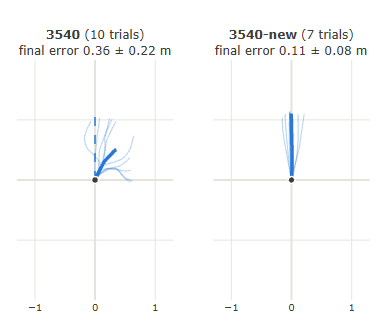 3540 (10 trials)
final error 0.36 ± 0.22 m
3540-new (7 trials)
final error 0.11 ± 0.08 m
−1 0 1
−1 0 1